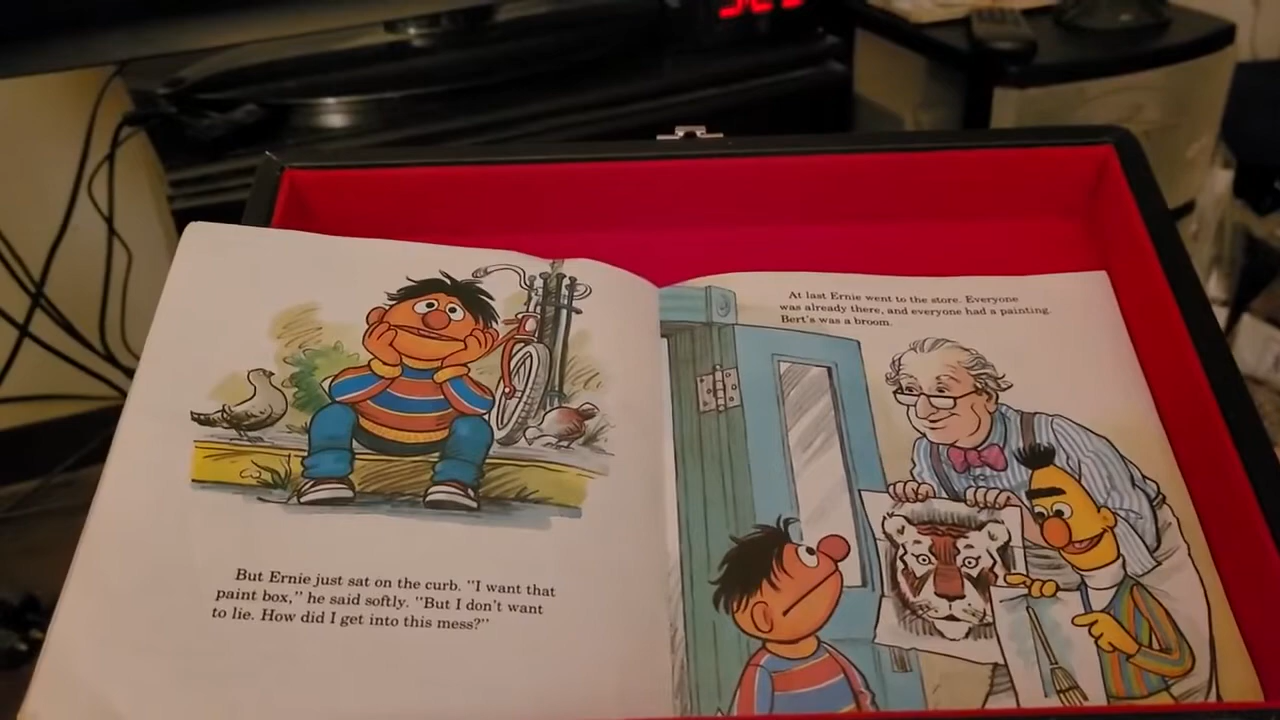 But Ernie just sat on the curb. "I want that
paint box," he said softly. "But I don't want
to lie. How did I get into this mess?"
At last Ernie went to the store. Everyone
was already there, and everyone had a painting.
Bert's was a broom.